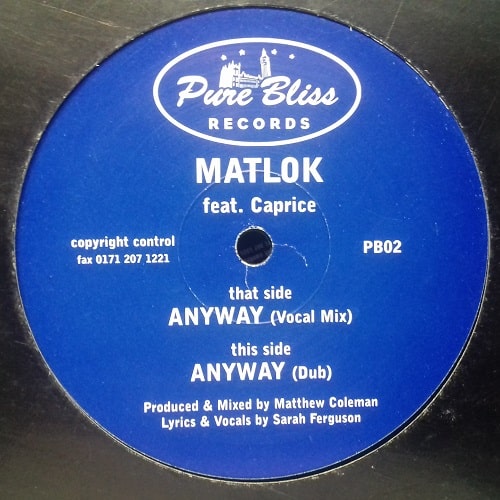 Pure Bliss
RECORDS
MATLOK
feat. Caprice
copyright control
fax 0171 207 1221
PB02
that side
ANYWAY (Vocal Mix)
this side
ANYWAY (Dub)
Produced & Mixed by Matthew Coleman
Lyrics & Vocals by Sarah Ferguson